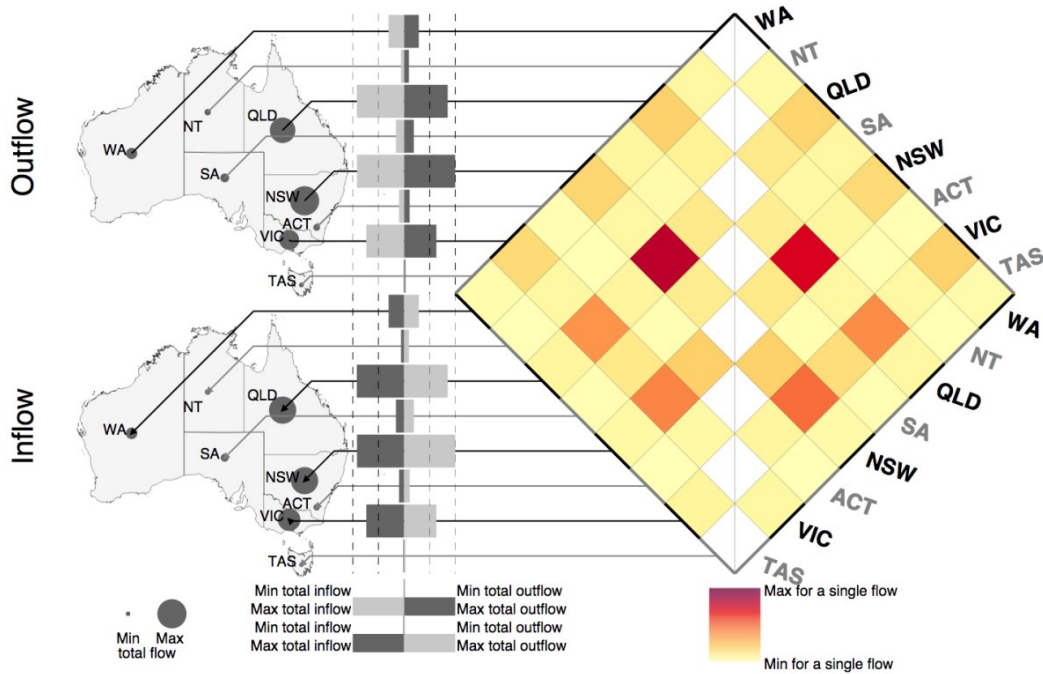 Outflow
WA
NT
QLD
SA
NSW
ACT
VIC
TAS
Inflow
WA
NT
QLD
SA
NSW
ACT
VIC
TAS
WA
NT
QLD
SA
NSW
ACT
VIC
TAS
WA
NT
QLD
SA
NSW
ACT
VIC
TAS
Min Max
total flow
Min total inflow Min total outflow
Max total inflow Max total outflow
Min total inflow Min total outflow
Max total inflow Max total outflow
Max for a single flow
Min for a single flow